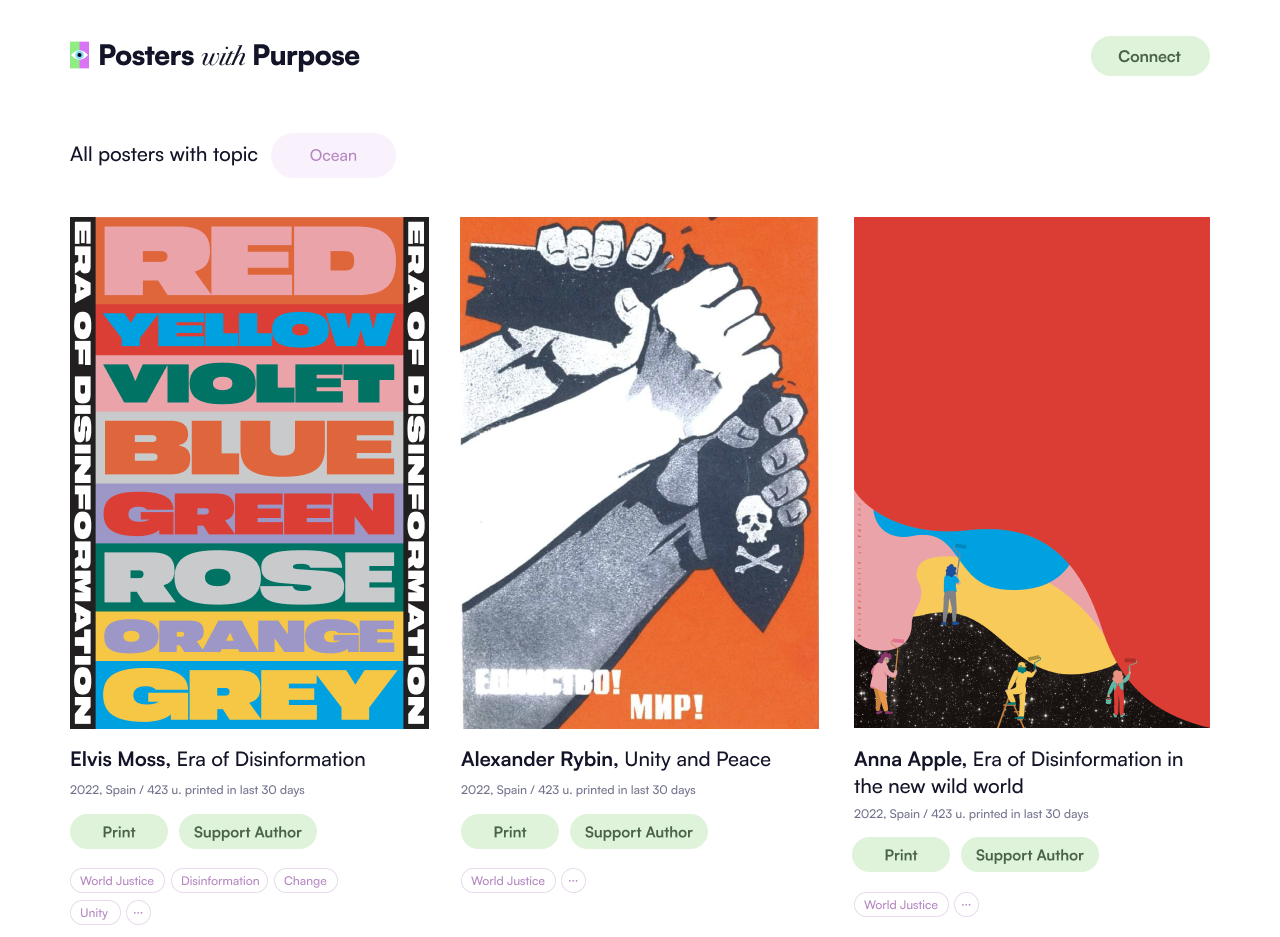 Posters with Purpose
Connect
All posters with topic
Ocean
ERA OF DISINFORMATION
RED
YELLOW
VIOLET
BLUE
GREEN
ROSE
ORANGE
GREY
ERA OF DISINFORMATION
ЕДИНСТВО!
МИР!
Elvis Moss, Era of Disinformation
2022, Spain / 423 u. printed in last 30 days
Print
Support Author
World Justice
Disinformation
Change
Unity
...
Alexander Rybin, Unity and Peace
2022, Spain / 423 u. printed in last 30 days
Print
Support Author
World Justice
...
Anna Apple, Era of Disinformation in
the new wild world
2022, Spain / 423 u. printed in last 30 days
Print
Support Author
World Justice
...